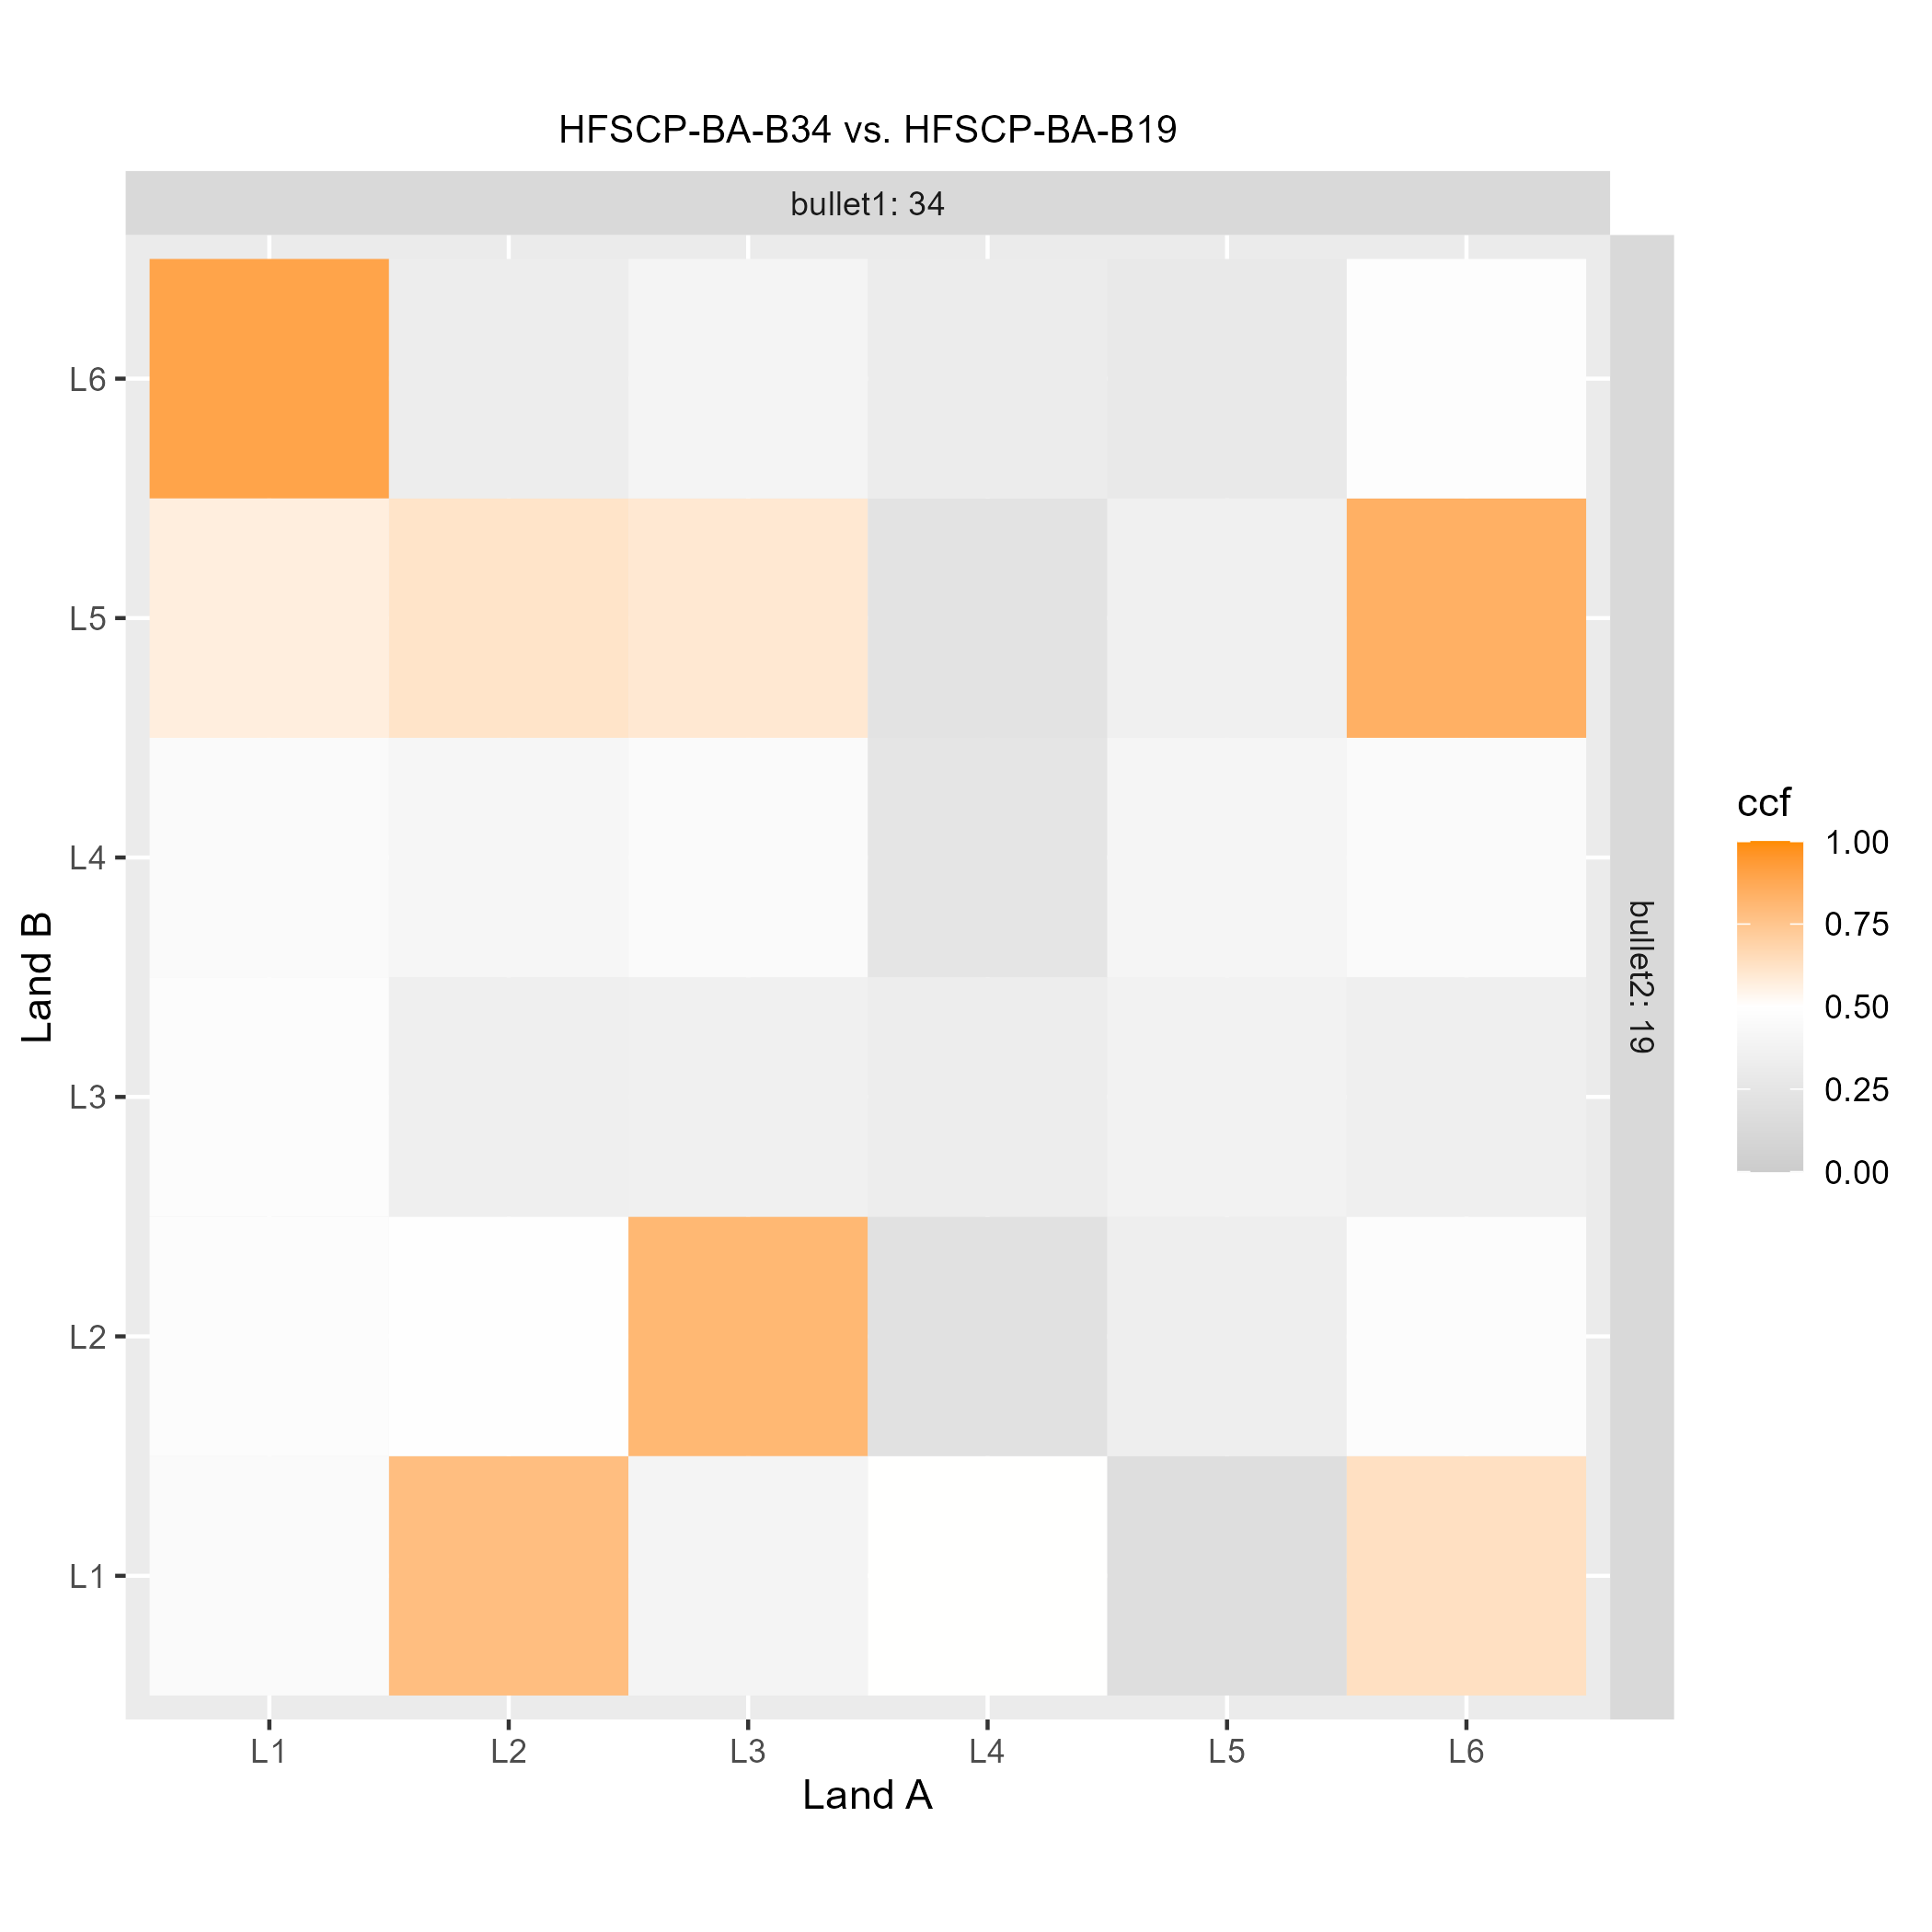 HFSCP-BA-B34 vs. HFSCP-BA-B19
bullet1: 34
L6
L5
L4
L3
L2
L1
Land B
bullet2: 19
ccf
1.00
0.75
0.50
0.25
0.00
L1 L2 L3 L4 L5 L6
Land A